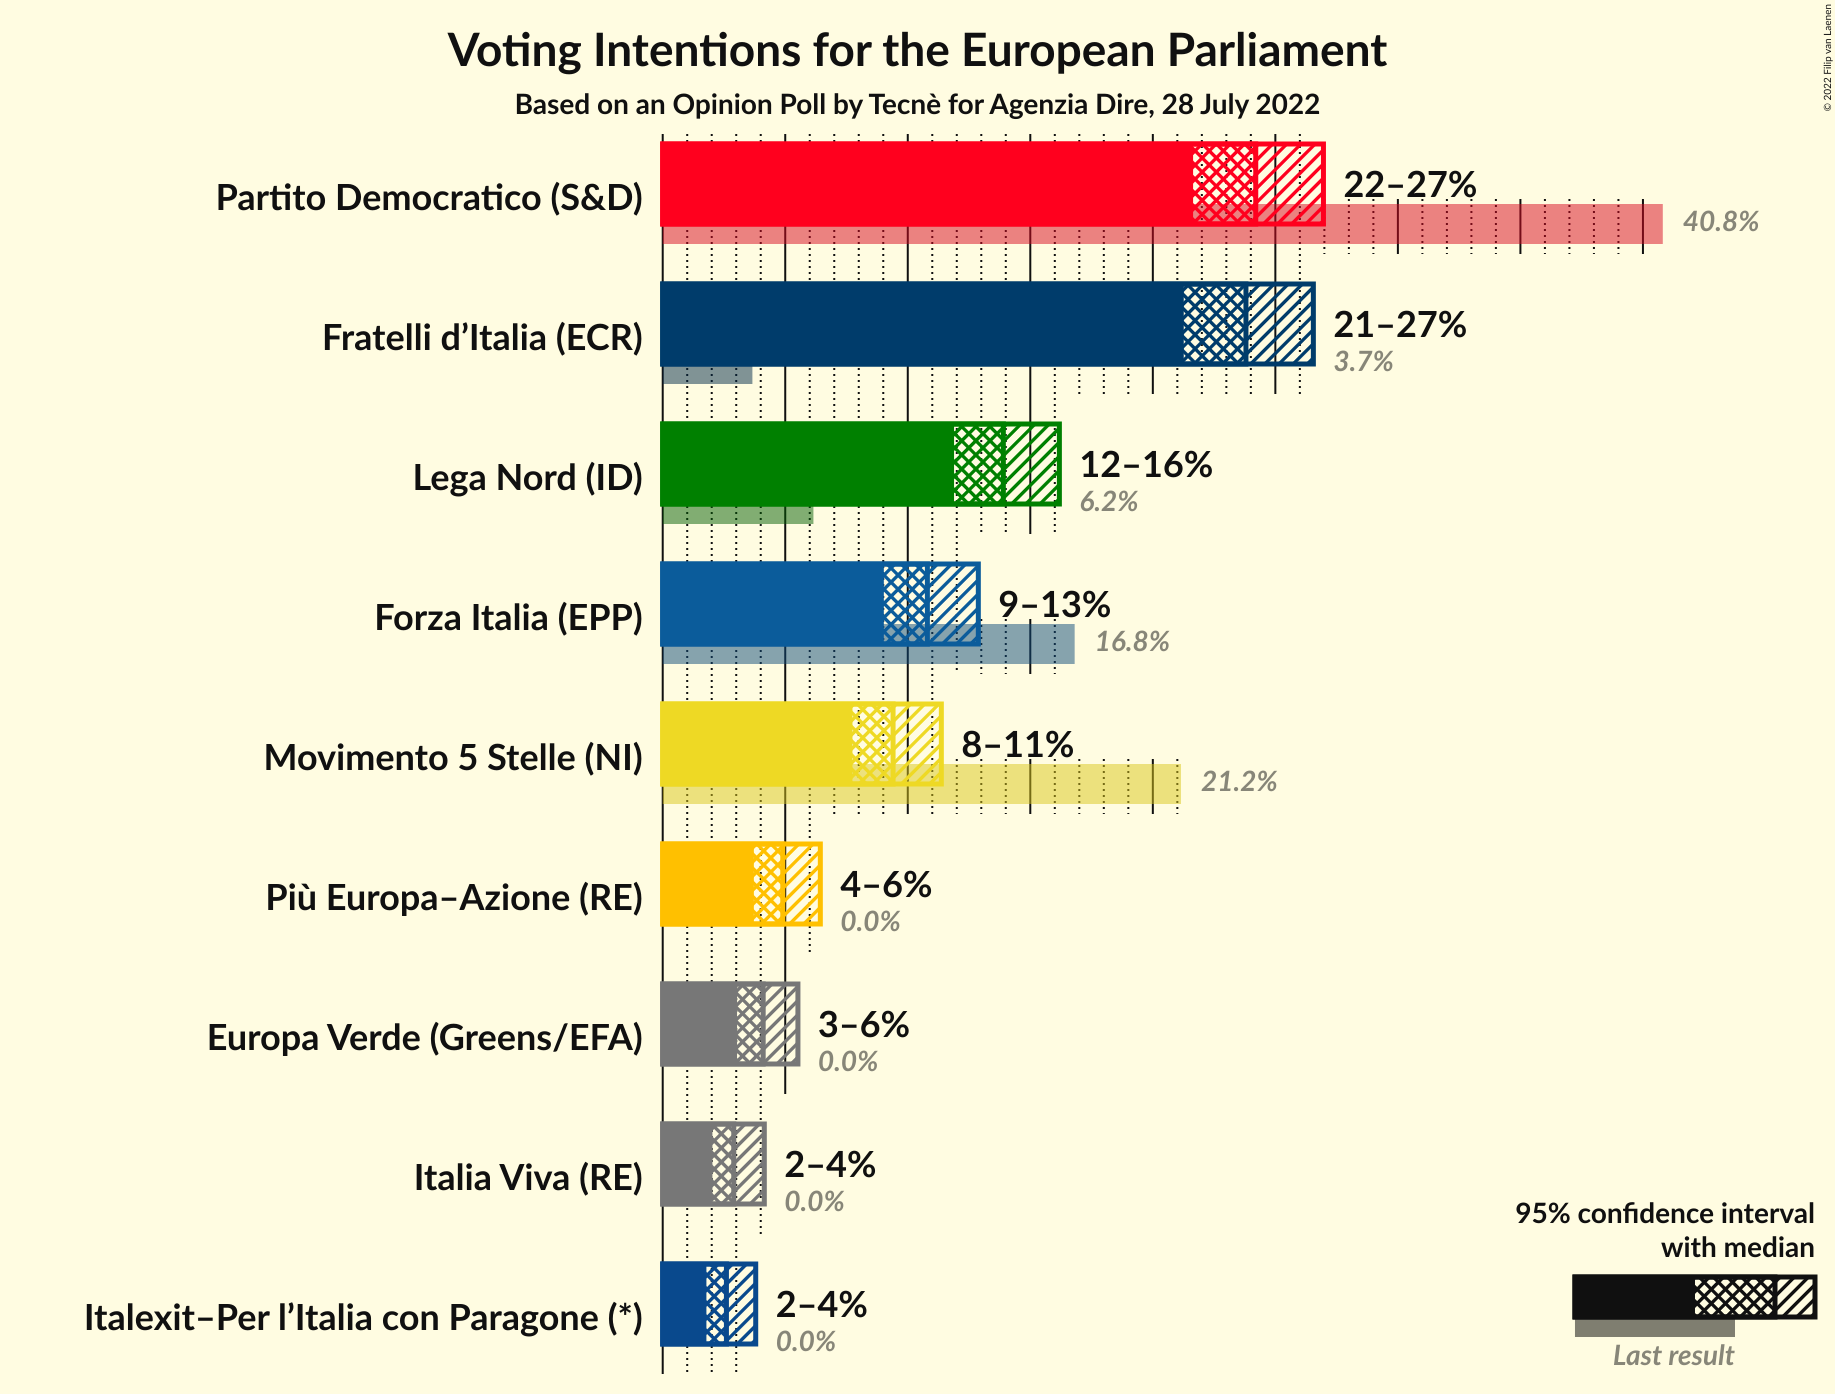 Voting Intentions for the European Parliament
Based on an Opinion Poll by Tecnè for Agenzia Dire, 28 July 2022
© 2022 Filip van Laenen
Partito Democratico (S&D)
22–27%
40.8%
Fratelli d’Italia (ECR)
21–27%
3.7%
Lega Nord (ID)
12–16%
6.2%
Forza Italia (EPP)
9–13%
16.8%
Movimento 5 Stelle (NI)
8–11%
21.2%
Più Europa–Azione (RE)
4–6%
0.0%
Europa Verde (Greens/EFA)
3–6%
0.0%
Italia Viva (RE)
2–4%
0.0%
Italexit–Per l’Italia con Paragone (*)
2–4%
0.0%
95% confidence interval
with median
Last result